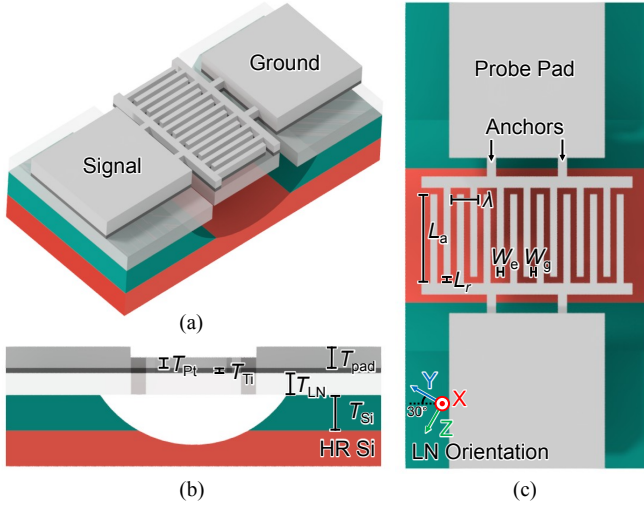 Ground
Signal
(a)
T_Pt
T_Ti
T_pad
T_LN
T_Si
HR Si
(b)
Probe Pad
Anchors
λ
L_a
W_e
W_g
L_r
Y
X
30°
Z
LN Orientation
(c)